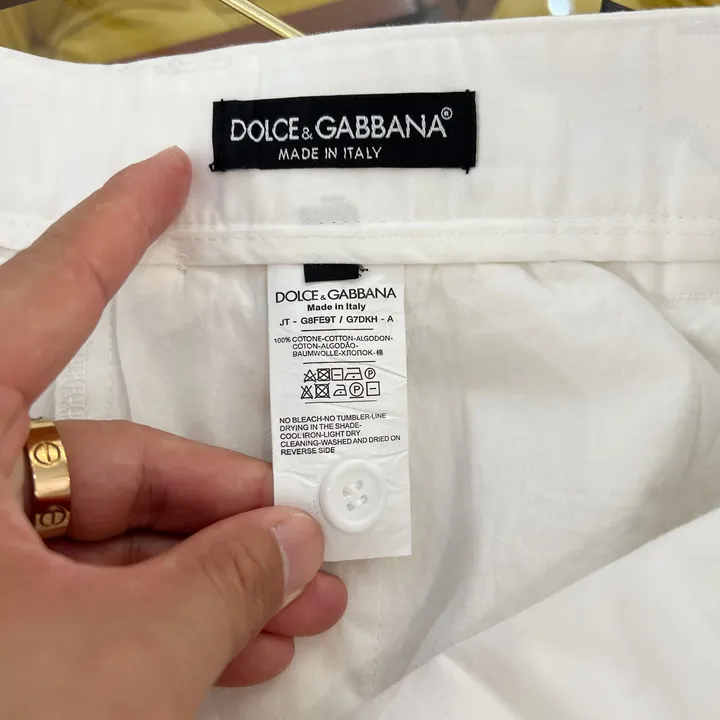 DOLCE&GABBANA®
MADE IN ITALY
DOLCE&GABBANA
Made in Italy
JT - G8FE9T / G7DKH - A
100% COTONE-COTTON-ALGODON-
COTON-ALGODÃO-
BAUMWOLLE-ХЛОПОК-棉
P
P
NO BLEACH-NO TUMBLER-LINE
DRYING IN THE SHADE-
COOL IRON-LIGHT DRY
CLEANING-WASHED AND DRIED ON
REVERSE SIDE